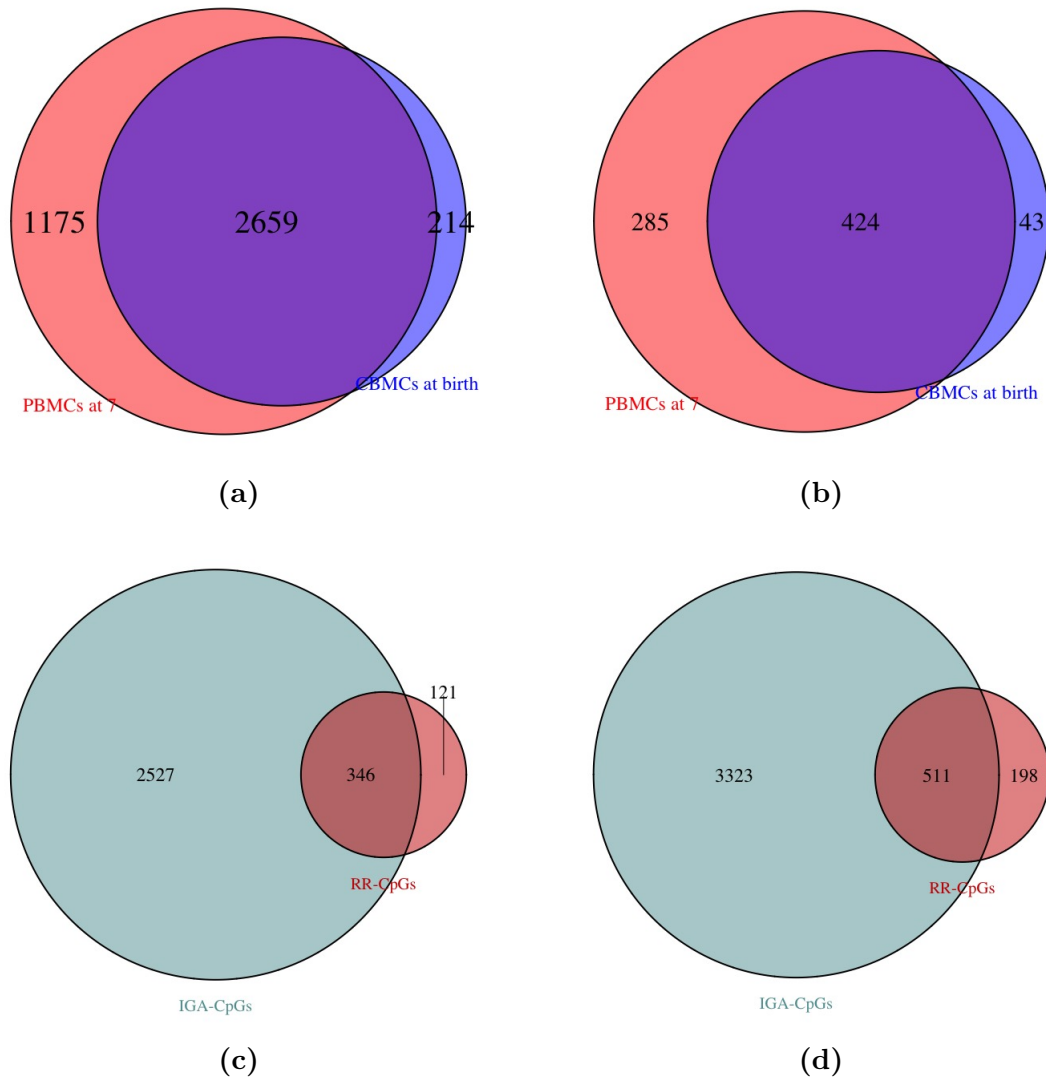 1175
2659
214
PBMCs at 7
CBMCs at birth
(a)
285
424
43
PBMCs at 7
CBMCs at birth
(b)
2527
346
121
RR-CpGs
IGA-CpGs
(c)
3323
511
198
RR-CpGs
IGA-CpGs
(d)